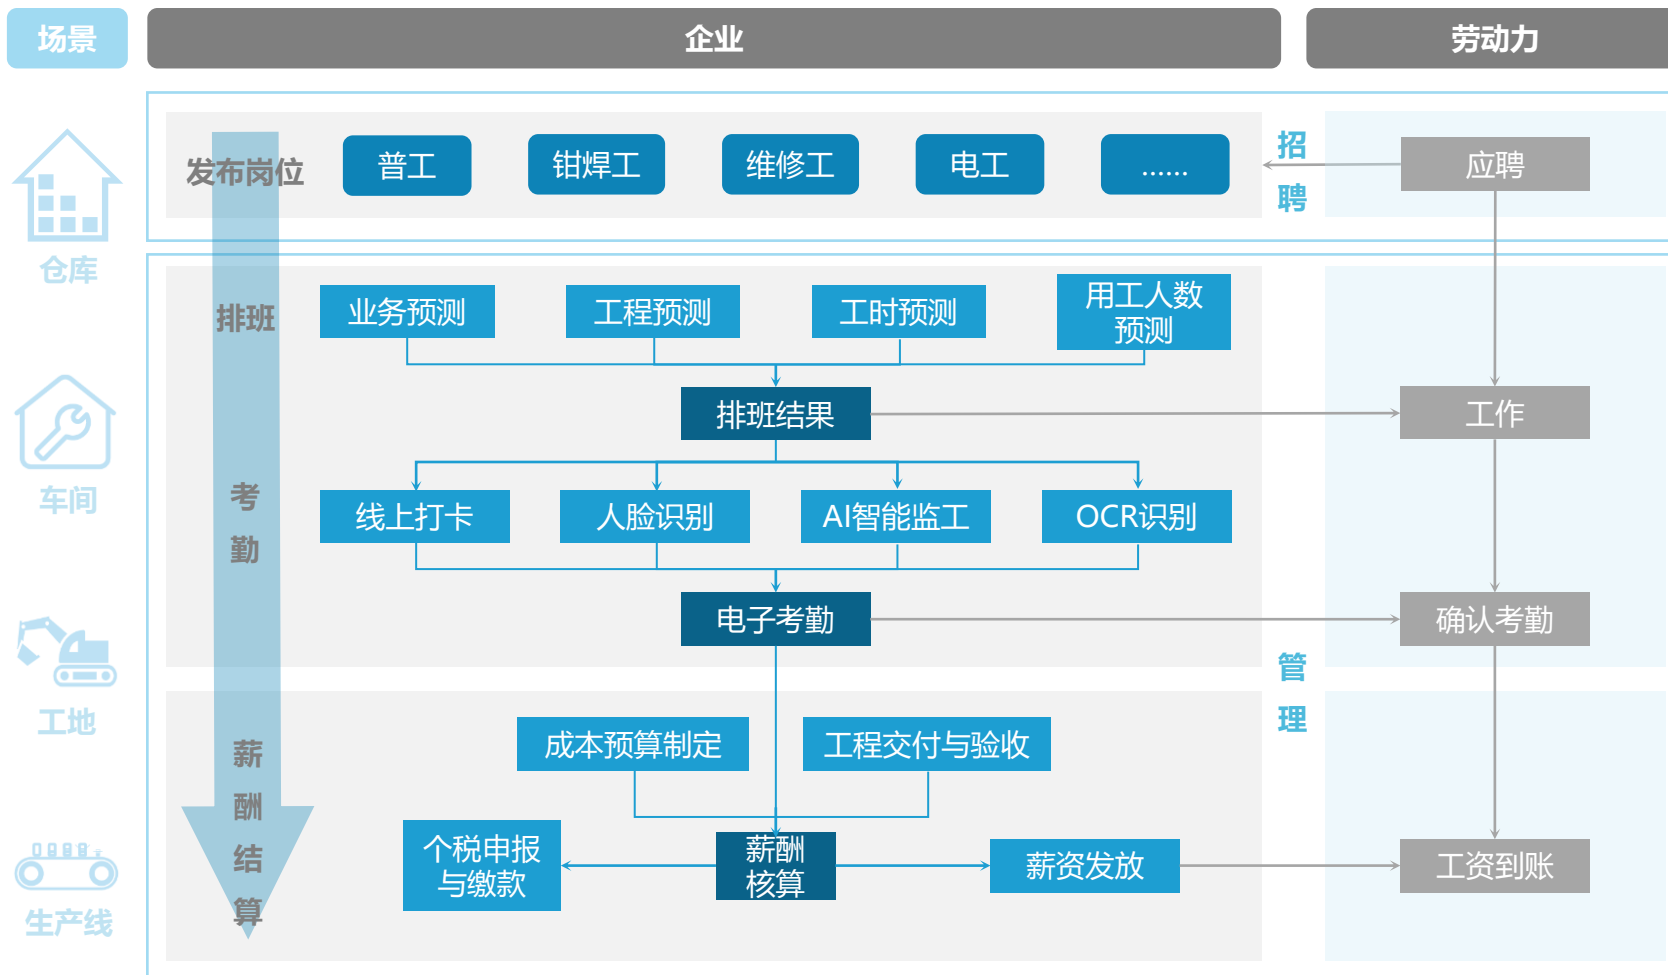 场景
企业
劳动力
发布岗位
普工
钳焊工
维修工
电工
......
招
聘
应聘
仓库
排班
业务预测
工程预测
工时预测
用工人数
预测
排班结果
工作
车间
考
勤
线上打卡
人脸识别
AI智能监工
OCR识别
电子考勤
确认考勤
管
理
工地
薪
酬
结
算
成本预算制定
工程交付与验收
个税申报
与缴款
薪酬
核算
薪资发放
工资到账
生产线